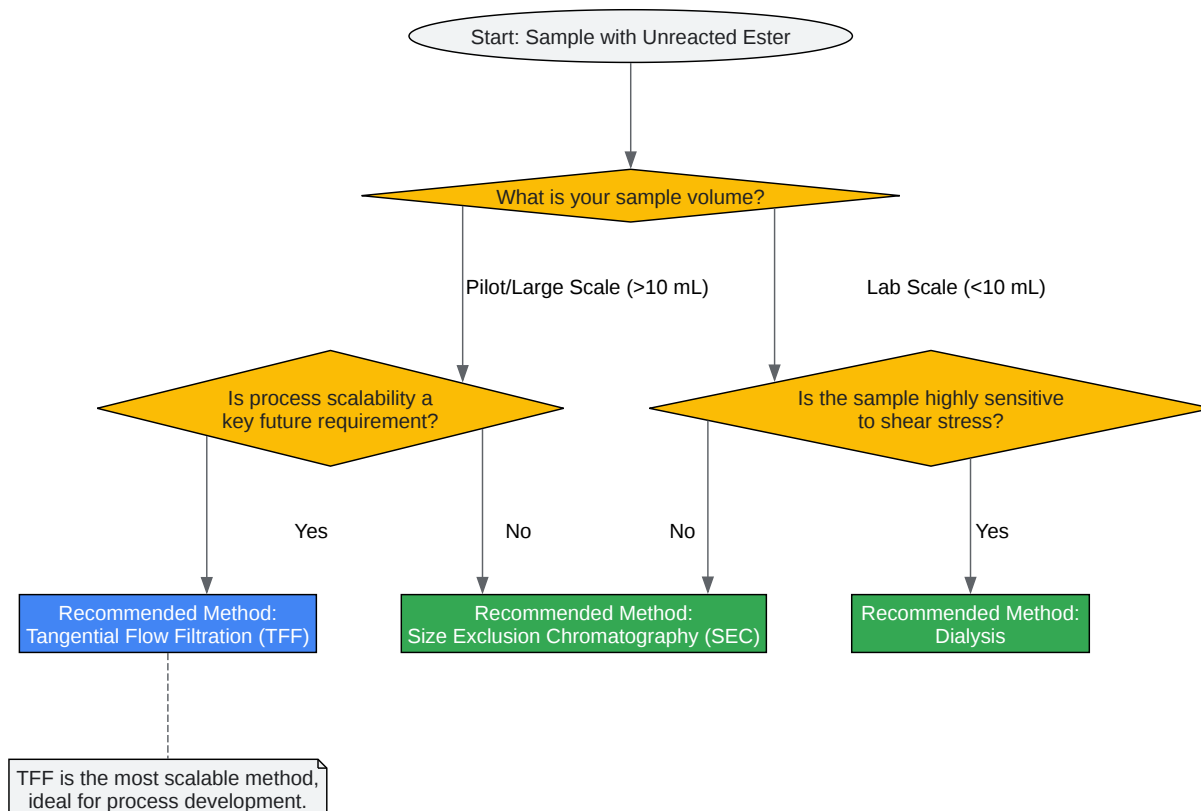 Start: Sample with Unreacted Ester
What is your sample volume?
Pilot/Large Scale (>10 mL)
Lab Scale (<10 mL)
Is process scalability a
key future requirement?
Is the sample highly sensitive
to shear stress?
Yes
No
No
Yes
Recommended Method:
Tangential Flow Filtration (TFF)
Recommended Method:
Size Exclusion Chromatography (SEC)
Recommended Method:
Dialysis
TFF is the most scalable method,
ideal for process development.